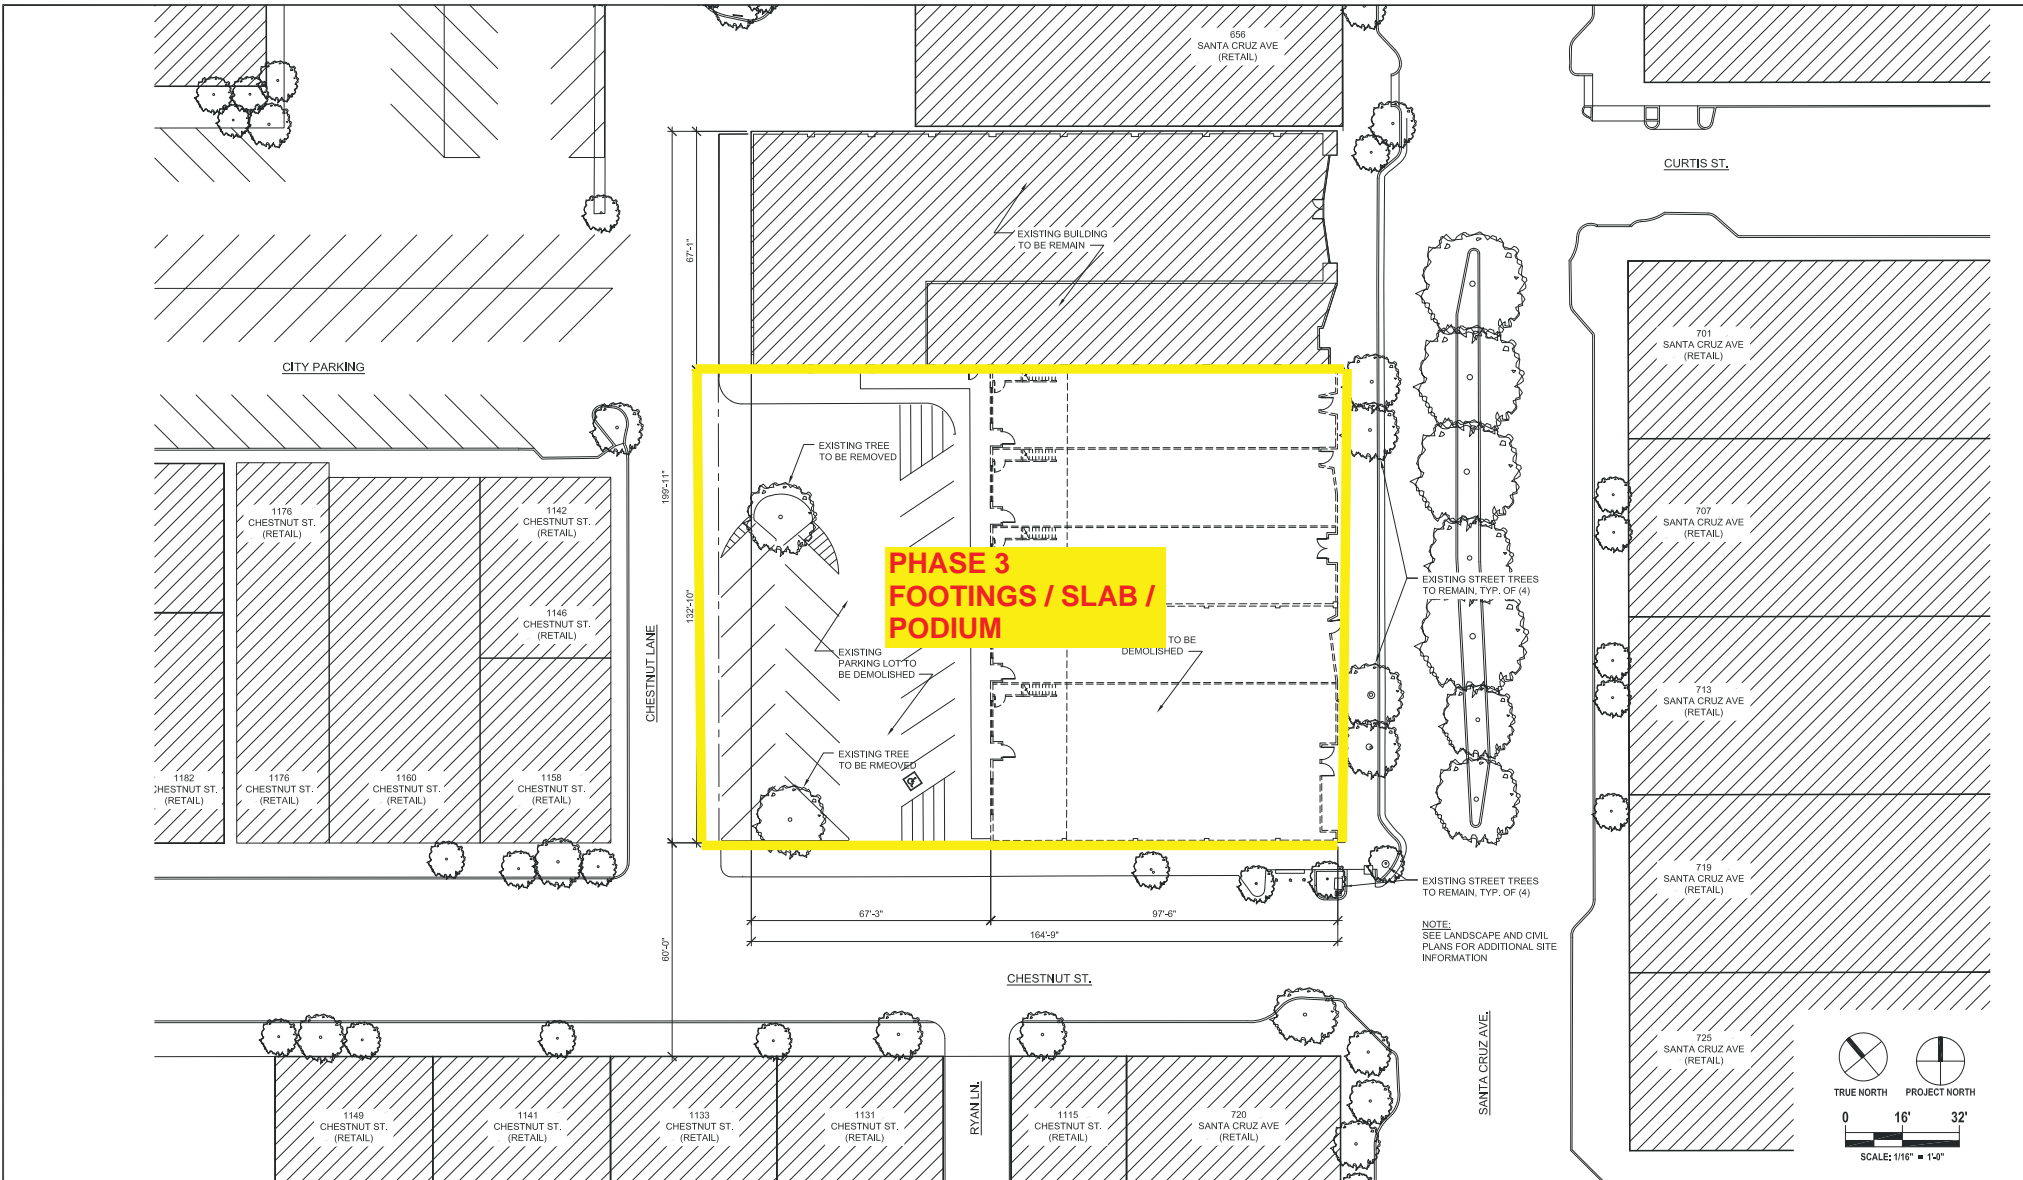 656
SANTA CRUZ AVE
(RETAIL)
CURTIS ST.
67'-1"
EXISTING BUILDING
TO BE REMAIN
CITY PARKING
701
SANTA CRUZ AVE
(RETAIL)
EXISTING TREE
TO BE REMOVED
199'-11"
1176
CHESTNUT ST.
(RETAIL)
1142
CHESTNUT ST.
(RETAIL)
707
SANTA CRUZ AVE
(RETAIL)
PHASE 3
FOOTINGS / SLAB /
PODIUM
EXISTING STREET TREES
TO REMAIN, TYP. OF (4)
132'-10"
1146
CHESTNUT ST.
(RETAIL)
TO BE
DEMOLISHED
CHESTNUT LANE
EXISTING
PARKING LOT TO
BE DEMOLISHED
713
SANTA CRUZ AVE
(RETAIL)
EXISTING TREE
TO BE RMEOVED
1182
CHESTNUT ST.
(RETAIL)
1176
CHESTNUT ST.
(RETAIL)
1160
CHESTNUT ST.
(RETAIL)
1158
CHESTNUT ST.
(RETAIL)
719
SANTA CRUZ AVE
(RETAIL)
EXISTING STREET TREES
TO REMAIN, TYP. OF (4)
67'-3"
97'-6"
164'-9"
60'-0"
NOTE:
SEE LANDSCAPE AND CIVIL
PLANS FOR ADDITIONAL SITE
INFORMATION
CHESTNUT ST.
SANTA CRUZ AVE.
725
SANTA CRUZ AVE
(RETAIL)
TRUE NORTH
PROJECT NORTH
1149
CHESTNUT ST.
(RETAIL)
1141
CHESTNUT ST.
(RETAIL)
1133
CHESTNUT ST.
(RETAIL)
1131
CHESTNUT ST.
(RETAIL)
RYAN LN.
1115
CHESTNUT ST.
(RETAIL)
720
SANTA CRUZ AVE
(RETAIL)
0 16' 32'
SCALE: 1/16" = 1'-0"